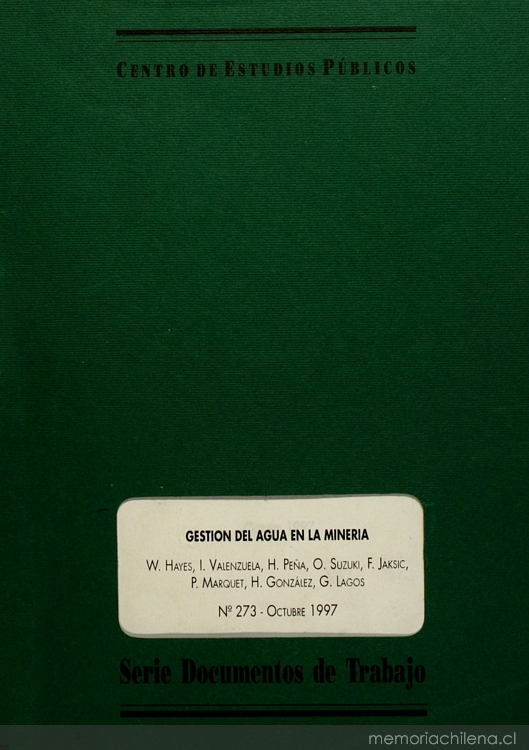 CENTRO DE ESTUDIOS PÚBLICOS
GESTION DEL AGUA EN LA MINERIA
W. HAYES, I. VALENZUELA, H. PEÑA, O. SUZUKI, F. JAKSIC,
P. MARQUET, H. GONZÁLEZ, G. LAGOS
Nº 273 - OCTUBRE 1997
Serie Documentos de Trabajo
memoriachilena.cl